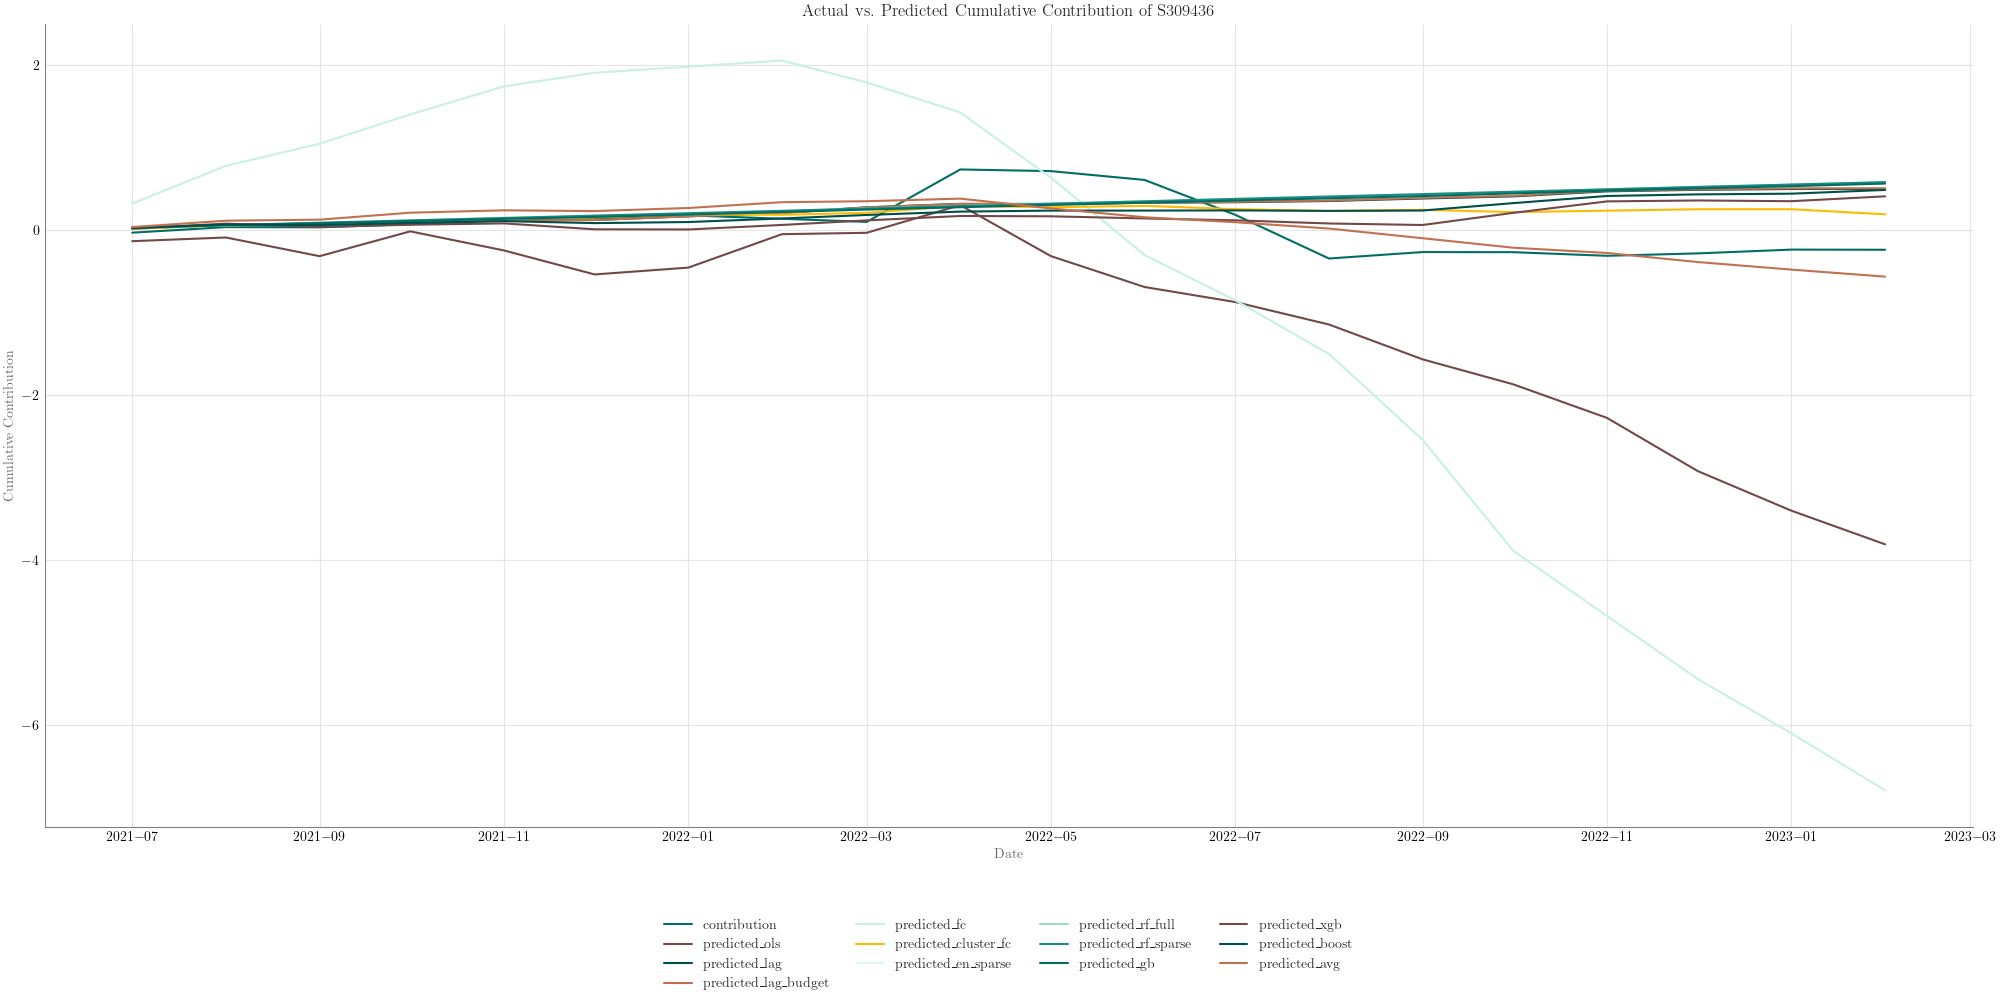 Actual vs. Predicted Cumulative Contribution of S309436
Cumulative Contribution
2
0
−2
−4
−6
2021−07 2021−09 2021−11 2022−01 2022−03 2022−05 2022−07 2022−09 2022−11 2023−01 2023−03
Date
contribution predicted_fc predicted_rf_full predicted_xgb
predicted_ols predicted_cluster_fc predicted_rf_sparse predicted_boost
predicted_lag predicted_en_sparse predicted_gb predicted_avg
predicted_lag_budget